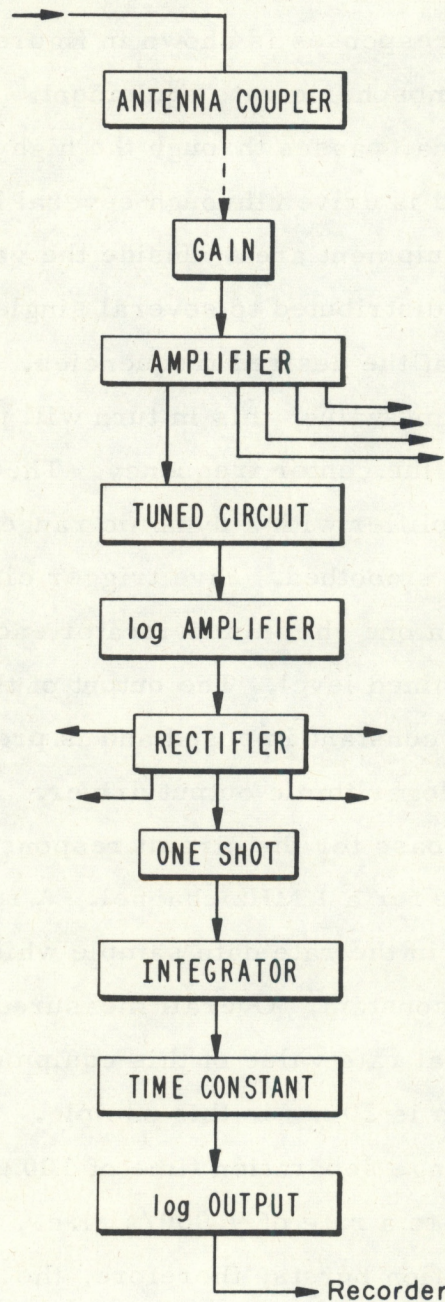 ANTENNA COUPLER
GAIN
AMPLIFIER
TUNED CIRCUIT
log AMPLIFIER
RECTIFIER
ONE SHOT
INTEGRATOR
TIME CONSTANT
log OUTPUT
Recorder